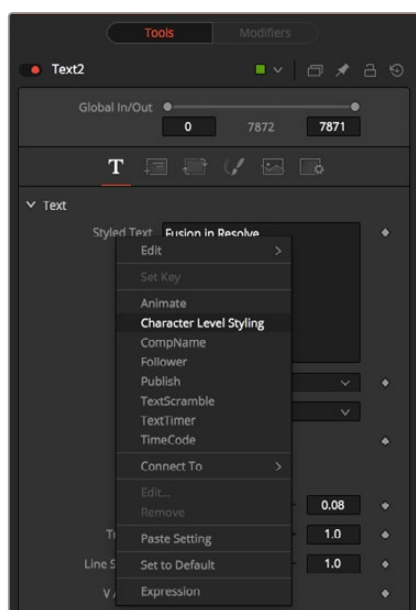 Tools Modifiers
Text2
Global In/Out
0 7872 7871
T
Text
Styled Text Fusion in Resolve
Edit
Set Key
Animate
Character Level Styling
CompName
Follower
Publish
TextScramble
TextTimer
TimeCode
Connect To
Edit...
0.08
Remove
Paste Setting
1.0
Set to Default
Line S
1.0
Expression
V A